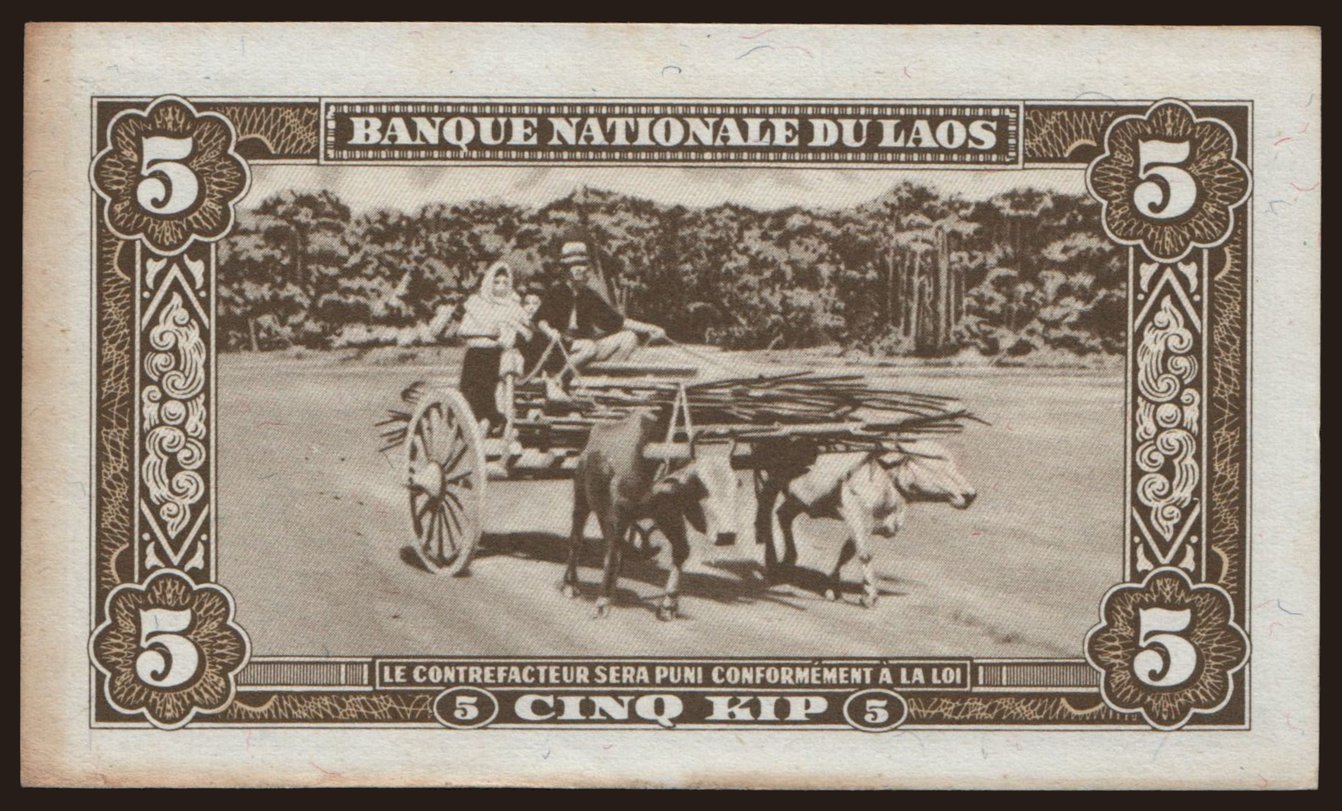 BANQUE NATIONALE DU LAOS
5 5
5 5
LE CONTREFACTEUR SERA PUNI CONFORMÉMENT À LA LOI
5 CINQ KIP 5